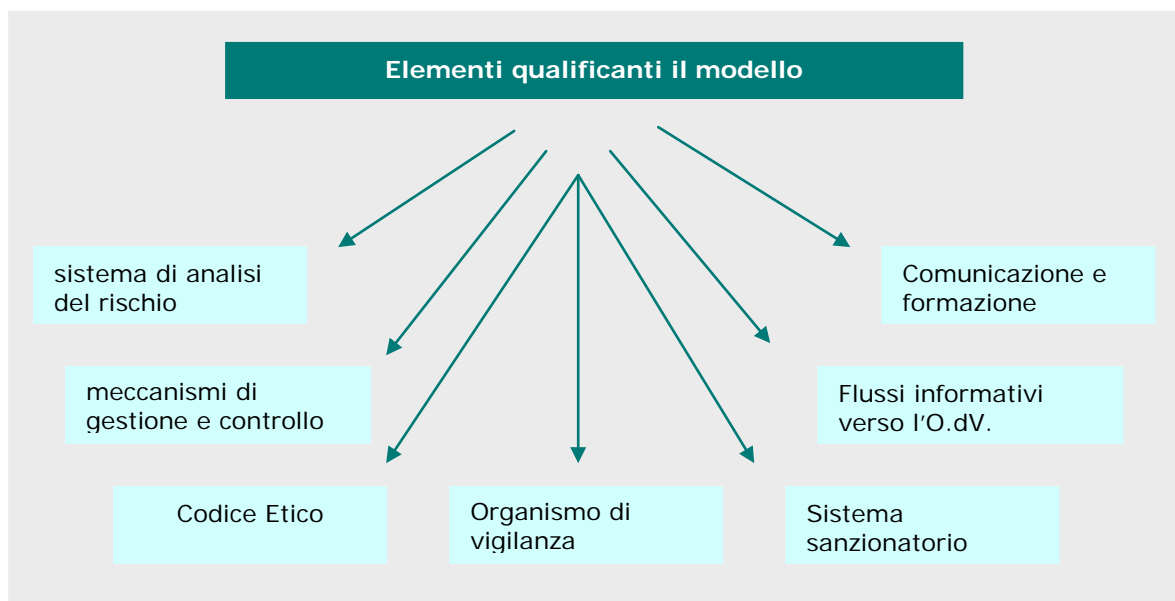 Elementi qualificanti il modello
sistema di analisi
del rischio
Comunicazione e
formazione
meccanismi di
gestione e controllo
Flussi informativi
verso l'O.dV.
Codice Etico
Organismo di
vigilanza
Sistema
sanzionatorio